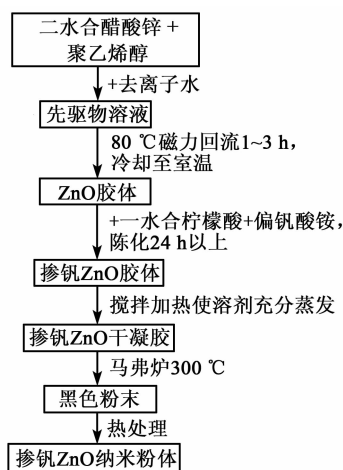 二水合醋酸锌+
聚乙烯醇
+去离子水
先驱物溶液
80 ℃磁力回流1~3 h,
冷却至室温
ZnO胶体
+一水合柠檬酸+偏钒酸铵,
陈化24 h以上
掺钒ZnO胶体
搅拌加热使溶剂充分蒸发
掺钒ZnO干凝胶
马弗炉300 ℃
黑色粉末
热处理
掺钒ZnO纳米粉体